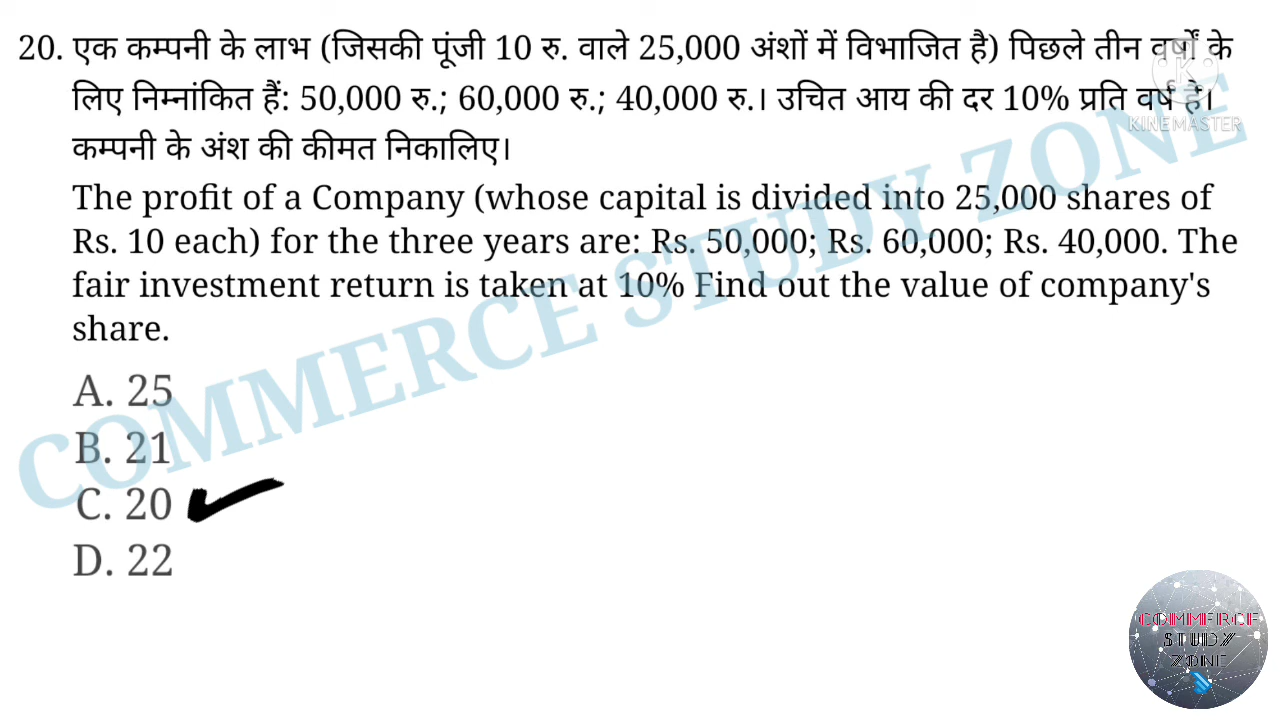 20. एक कम्पनी के लाभ (जिसकी पूंजी 10 रु. वाले 25,000 अंशों में विभाजित है) पिछले तीन वर्षों के
लिए निम्नांकित हैं: 50,000 रु.; 60,000 रु.; 40,000 रु.। उचित आय की दर 10% प्रति वर्ष है।
कम्पनी के अंश की कीमत निकालिए।
KINEMASTER
The profit of a Company (whose capital is divided into 25,000 shares of
Rs. 10 each) for the three years are: Rs. 50,000; Rs. 60,000; Rs. 40,000. The
fair investment return is taken at 10% Find out the value of company's
share.
COMMERCE STUDY ZONE
A. 25
B. 21
C. 20
D. 22
COMMERCE
STUDY
ZONE